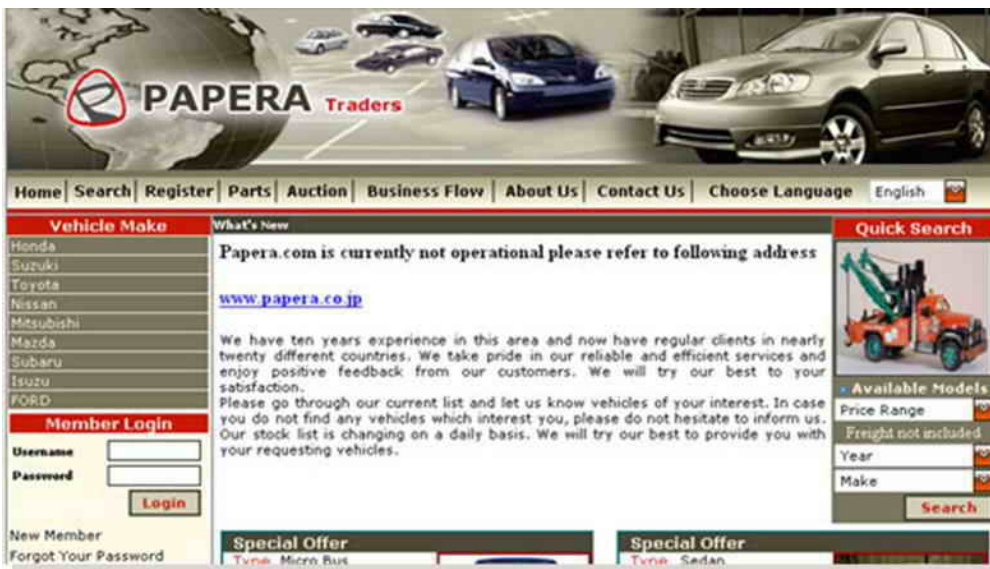 PAPERA Traders
Home Search Register Parts Auction Business Flow About Us Contact Us Choose Language English
Vehicle Make
Honda
Suzuki
Toyota
Nissan
Mitsubishi
Mazda
Subaru
Isuzu
FORD
Member Login
Username
Password
Login
New Member
Forgot Your Password
What's New
Papera.com is currently not operational please refer to following address
www.papera.co.jp
We have ten years experience in this area and now have regular clients in nearly
twenty different countries. We take pride in our reliable and efficient services and
enjoy positive feedback from our customers. We will try our best to your
satisfaction.
Please go through our current list and let us know vehicles of your interest. In case
you do not find any vehicles which interest you, please do not hesitate to inform us.
Our stock list is changing on a daily basis. We will try our best to provide you with
your requesting vehicles.
Special Offer
Type Micro Bus
Special Offer
Type Sedan
Quick Search
Available Models
Price Range
Freight not included
Year
Make
Search